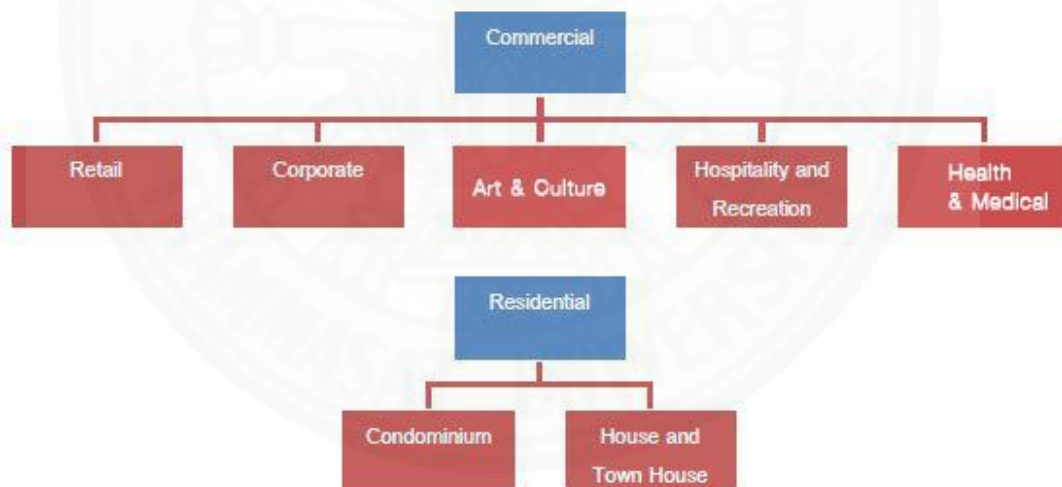 Commercial
Retail
Corporate
Art & Culture
Hospitality and
Recreation
Health
& Medical
Residential
Condominium
House and
Town House